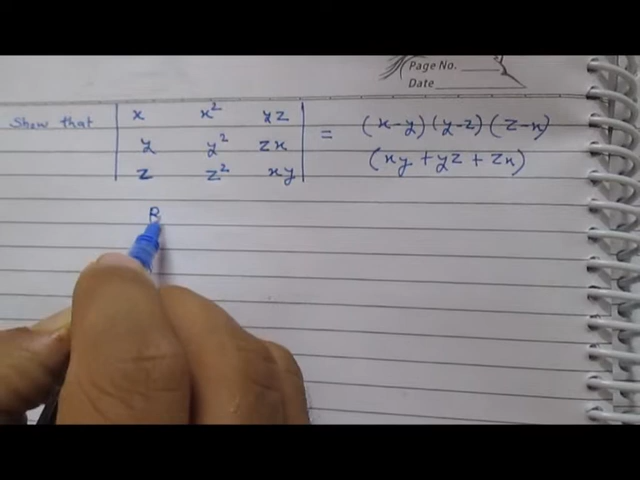 Page No.
Date
Show that | x x² yz | = (x-y) (y-z) (z-x)
| y y² zx | (xy + yz + zx)
| z z² xy |
R